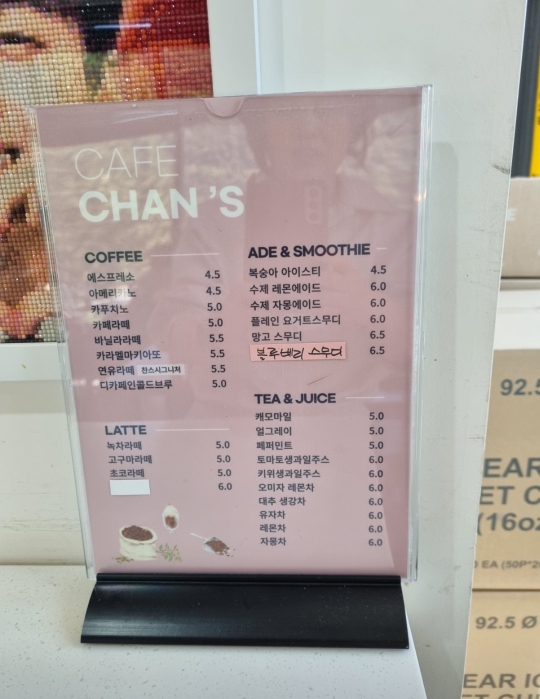 CAFE
CHAN 'S
COFFEE
에스프레소 4.5
아메리카노 4.5
카푸치노 5.0
카페라떼 5.0
바닐라라떼 5.5
카라멜마키아또 5.5
연유라떼 찬스시그니처 5.5
디카페인콜드브루 5.0
LATTE
녹차라떼 5.0
고구마라떼 5.0
초코라떼 5.0
6.0
ADE & SMOOTHIE
복숭아 아이스티 4.5
수제 레몬에이드 6.0
수제 자몽에이드 6.0
플레인 요거트스무디 6.0
망고 스무디 6.5
블루베리 스무디 6.5
TEA & JUICE
캐모마일 5.0
얼그레이 5.0
페퍼민트 5.0
토마토생과일주스 6.0
키위생과일주스 6.0
오미자 레몬차 6.0
대추 생강차 6.0
유자차 6.0
레몬차 6.0
자몽차 6.0
92.5
EAR
ET C
(16oz
EA (50P*20
92.5 Ø
EAR IC